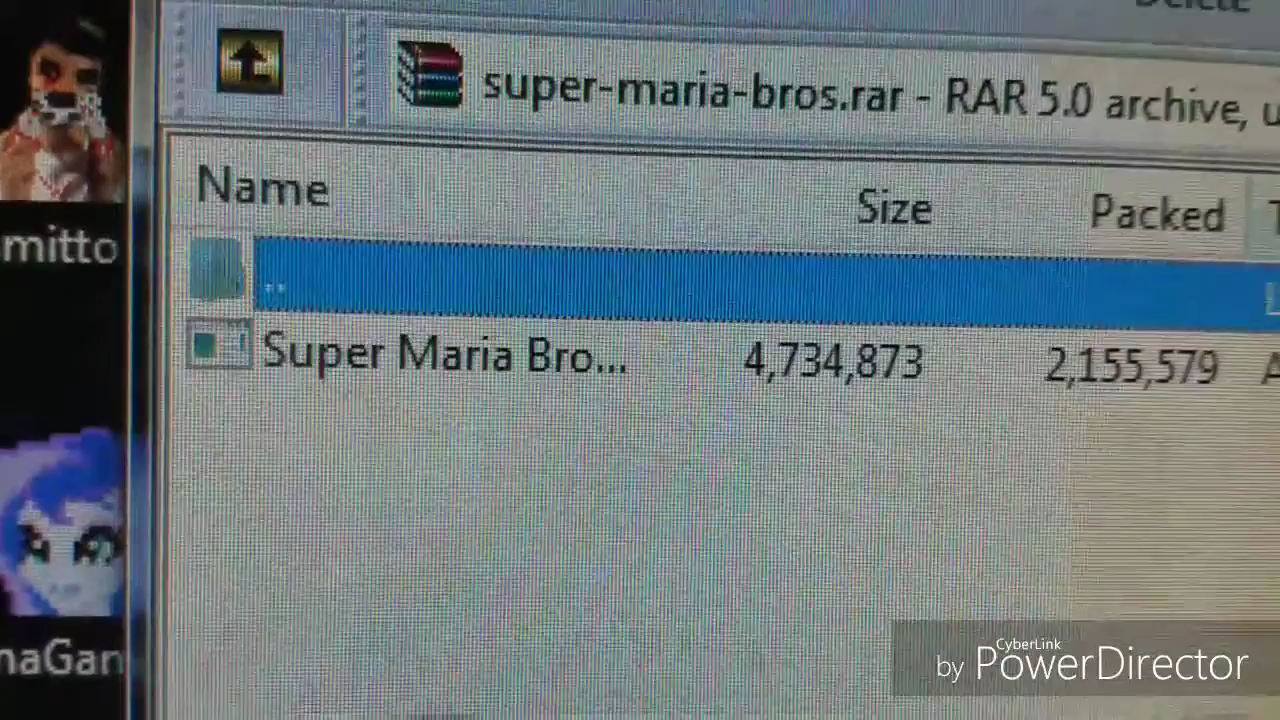 super-maria-bros.rar - RAR 5.0 archive, u
Name Size Packed
..
Super Maria Bro... 4,734,873 2,155,579
mitto
naGan
CyberLink
by PowerDirector